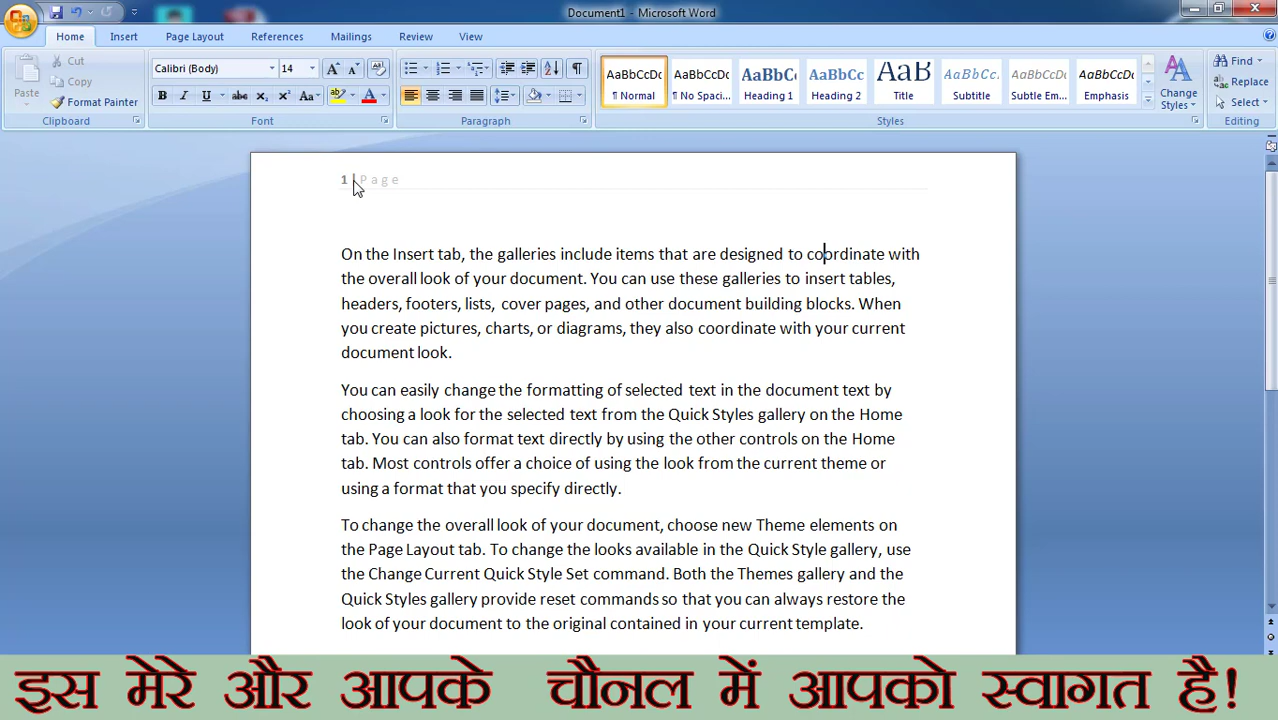 Document1 - Microsoft Word
Home Insert Page Layout References Mailings Review View
Paste
Cut
Copy
Format Painter
Clipboard
Calibri (Body) 14
Font
Paragraph
AaBbCcDc
¶ Normal
AaBbCcDc
¶ No Spaci...
AaBbC
Heading 1
AaBbCc
Heading 2
AaB
Title
AaBbCc.
Subtitle
AaBbCcDc
Subtle Em...
AaBbCcDc
Emphasis
Change
Styles
Styles
Find
Replace
Select
Editing
1 | Page
On the Insert tab, the galleries include items that are designed to coordinate with
the overall look of your document. You can use these galleries to insert tables,
headers, footers, lists, cover pages, and other document building blocks. When
you create pictures, charts, or diagrams, they also coordinate with your current
document look.
You can easily change the formatting of selected text in the document text by
choosing a look for the selected text from the Quick Styles gallery on the Home
tab. You can also format text directly by using the other controls on the Home
tab. Most controls offer a choice of using the look from the current theme or
using a format that you specify directly.
To change the overall look of your document, choose new Theme elements on
the Page Layout tab. To change the looks available in the Quick Style gallery, use
the Change Current Quick Style Set command. Both the Themes gallery and the
Quick Styles gallery provide reset commands so that you can always restore the
look of your document to the original contained in your current template.
इस मेरे और आपके चौनल में आपको स्वागत है!